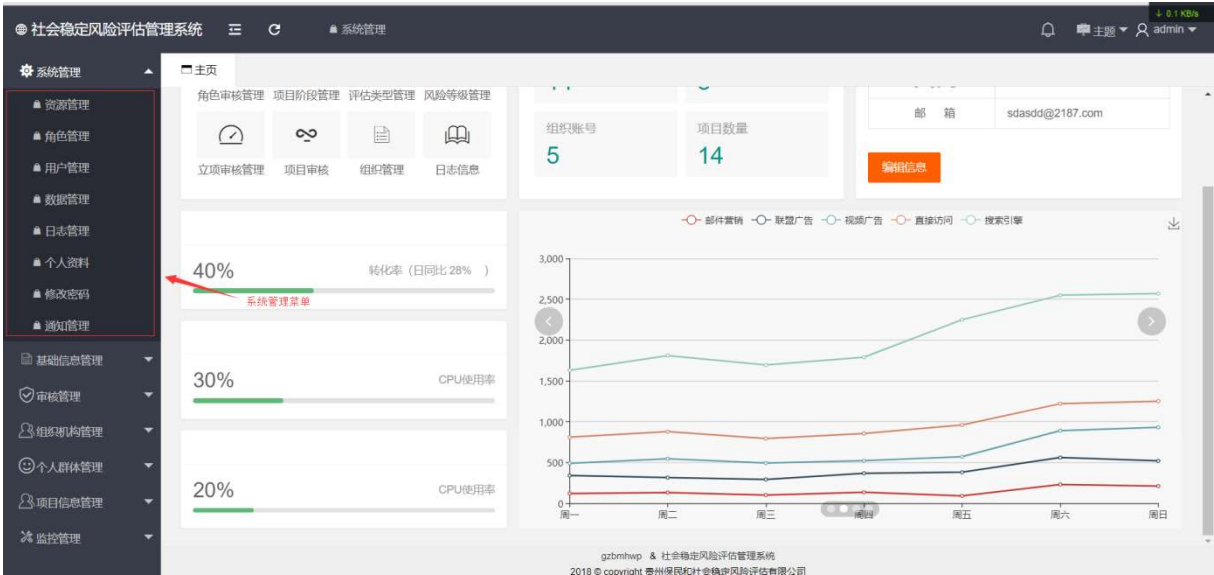 ↓ 0.1 KB/s
社会稳定风险评估管理系统
系统管理
主题
admin
系统管理
资源管理
角色管理
用户管理
数据管理
日志管理
个人资料
修改密码
通知管理
基础信息管理
审核管理
组织机构管理
个人群体管理
项目信息管理
监控管理
主页
角色审核管理 项目阶段管理 评估类型管理 风险等级管理
立项审核管理 项目审核 组织管理 日志信息
组织账号
5
项目数量
14
邮 箱 sdasdd@2187.com
编辑信息
40% 转化率（日同比 28% ）
系统管理菜单
30% CPU使用率
20% CPU使用率
邮件营销 联盟广告 视频广告 直接访问 搜索引擎
3,000
2,500
2,000
1,500
1,000
500
0
周一 周二 周三 周四 周五 周六 周日
gzbmhwp & 社会稳定风险评估管理系统
2018 © copyright 贵州保民和社会稳定风险评估有限公司